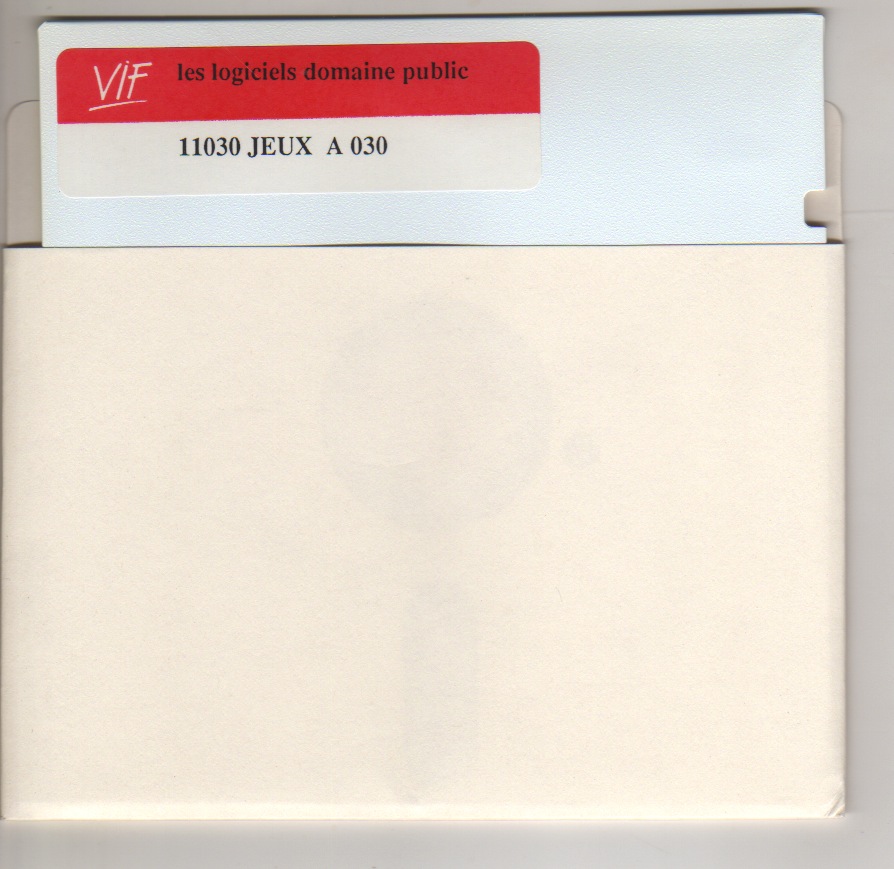 VIF les logiciels domaine public
11030 JEUX A 030